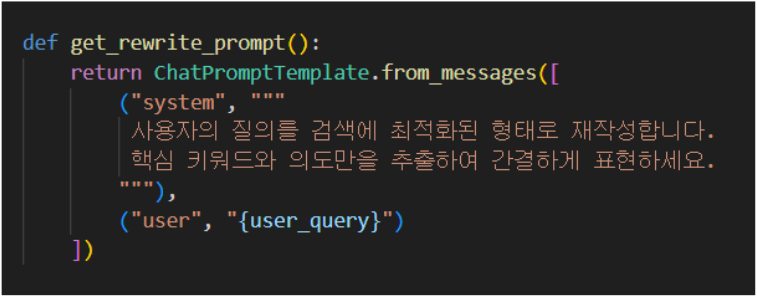 def get_rewrite_prompt():
    return ChatPromptTemplate.from_messages([
        ("system", """
         사용자의 질의를 검색에 최적화된 형태로 재작성합니다.
         핵심 키워드와 의도만을 추출하여 간결하게 표현하세요.
        """),
        ("user", "{user_query}")
    ])